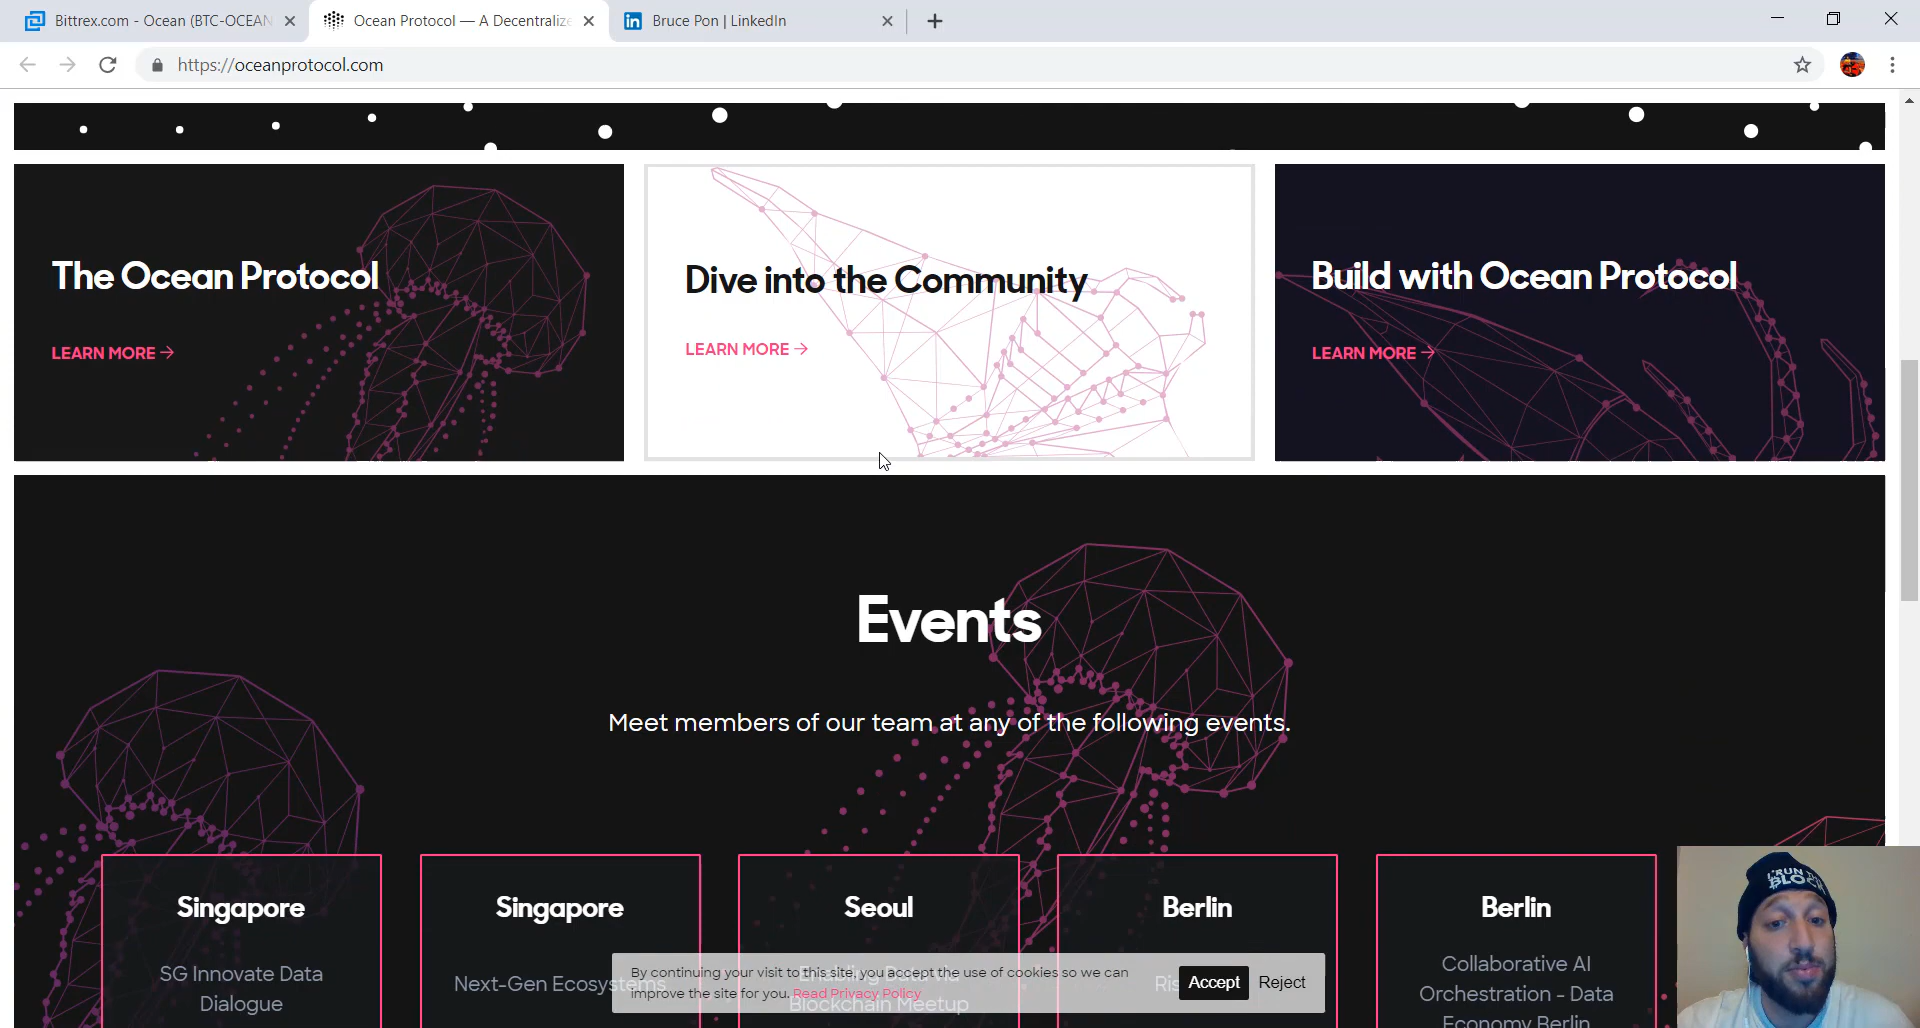 Bittrex.com - Ocean (BTC-OCEAN
Ocean Protocol — A Decentralize
Bruce Pon | LinkedIn
https://oceanprotocol.com
The Ocean Protocol
LEARN MORE →
Dive into the Community
LEARN MORE →
Build with Ocean Protocol
LEARN MORE →
Events
Meet members of our team at any of the following events.
Singapore
SG Innovate Data
Dialogue
Singapore
Next-Gen Ecosystems
Seoul
Blockchain Meetup
Berlin
Berlin
Collaborative AI
Orchestration - Data
Economy Berlin
By continuing your visit to this site, you accept the use of cookies so we can
improve the site for you. Read Privacy Policy
Accept
Reject
I RUN THE
BLOCK